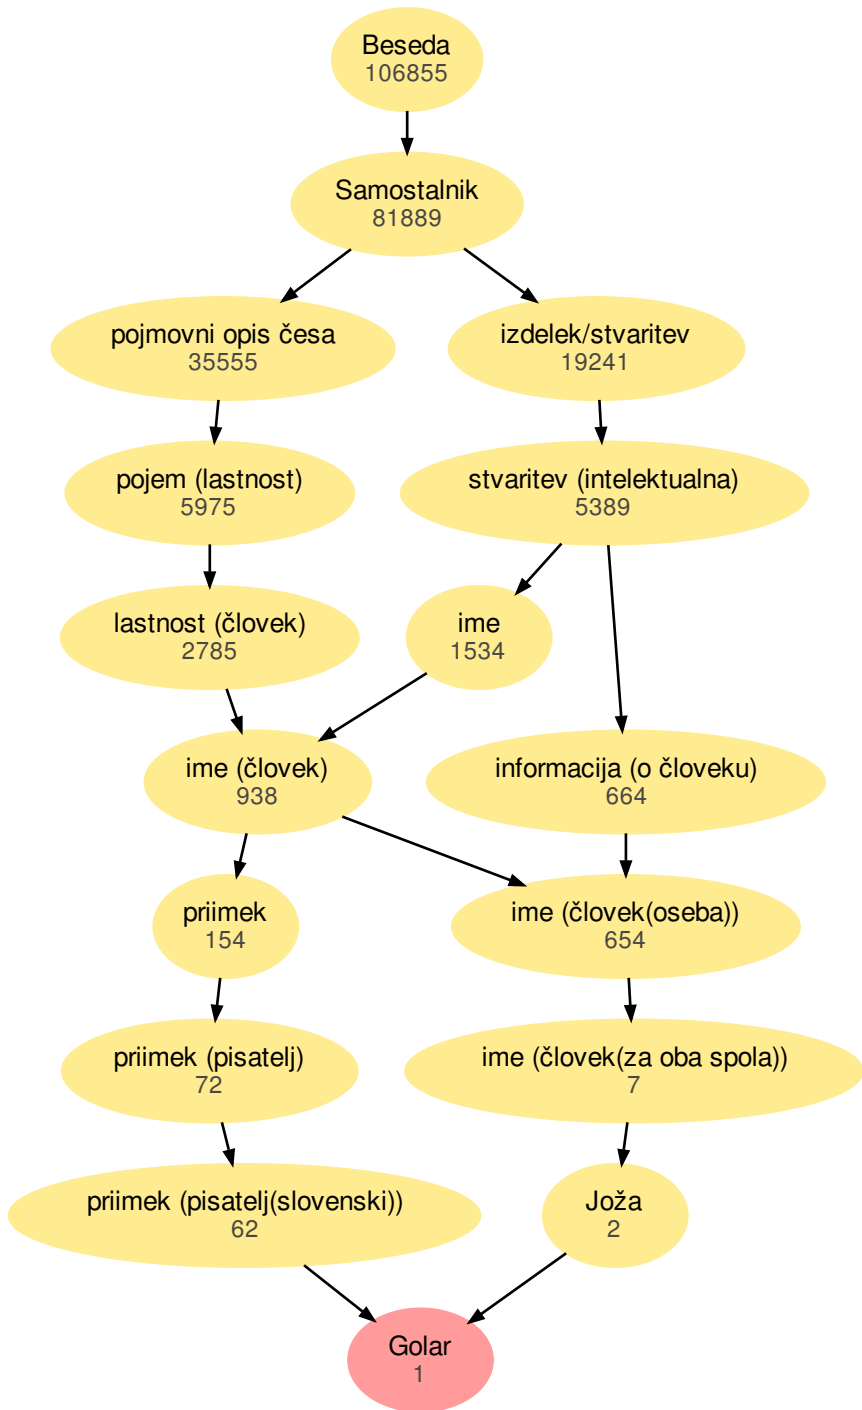 Beseda
106855
Samostalnik
81889
pojmovni opis česa
35555
izdelek/stvaritev
19241
pojem (lastnost)
5975
stvaritev (intelektualna)
5389
lastnost (človek)
2785
ime
1534
ime (človek)
938
informacija (o človeku)
664
priimek
154
ime (človek(oseba))
654
priimek (pisatelj)
72
ime (človek(za oba spola))
7
priimek (pisatelj(slovenski))
62
Joža
2
Golar
1